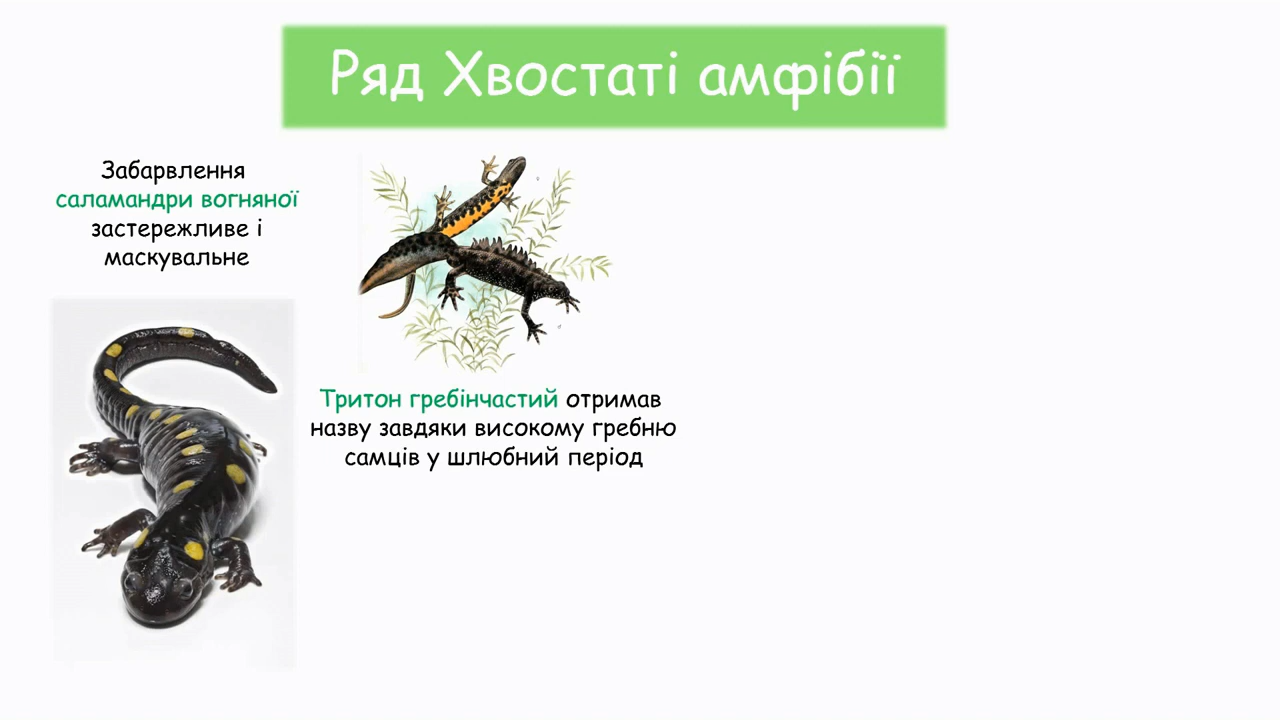 Ряд Хвостаті амфібії
Забарвлення
саламандри вогняної
застережливе і
маскувальне
Тритон гребінчастий отримав
назву завдяки високому гребню
самців у шлюбний період